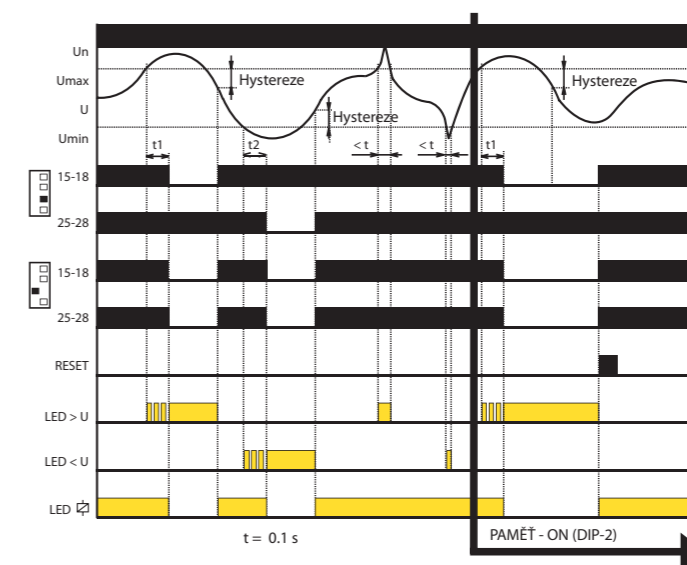 Un
Umax
Hystereze
Hystereze
U
Hystereze
Umin
t1
t2
< t
< t
t1
15-18
25-28
15-18
25-28
RESET
LED > U
LED < U
LED
t = 0.1 s
PAMĚŤ - ON (DIP-2)